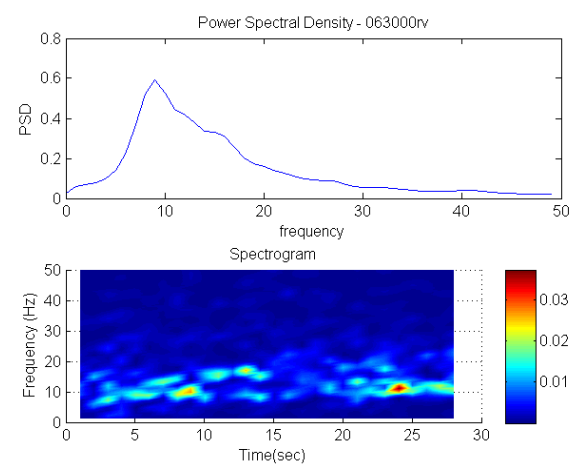 Power Spectral Density - 063000rv
0.8
0.6
0.4
0.2
0
PSD
0 10 20 30 40 50
frequency
Spectrogram
50
40
30
20
10
0
Frequency (Hz)
0 5 10 15 20 25 30
Time(sec)
0.03
0.02
0.01